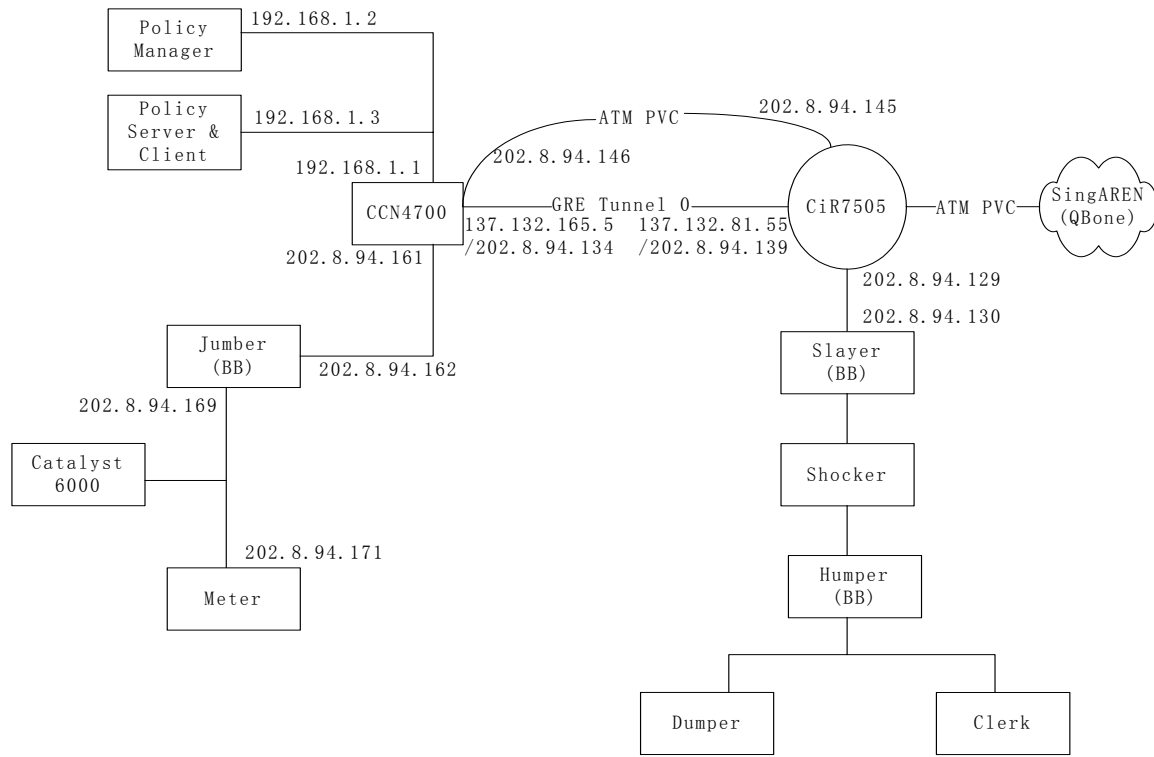 Policy
Manager
192.168.1.2
Policy
Server &
Client
192.168.1.3
192.168.1.1
CCN4700
202.8.94.161
ATM PVC
202.8.94.145
202.8.94.146
GRE Tunnel 0
137.132.165.5
/202.8.94.134
137.132.81.55
/202.8.94.139
CiR7505
ATM PVC
SingAREN
(QBone)
202.8.94.129
202.8.94.130
Jumber
(BB)
202.8.94.162
202.8.94.169
Catalyst
6000
202.8.94.171
Meter
Slayer
(BB)
Shocker
Humper
(BB)
Dumper
Clerk